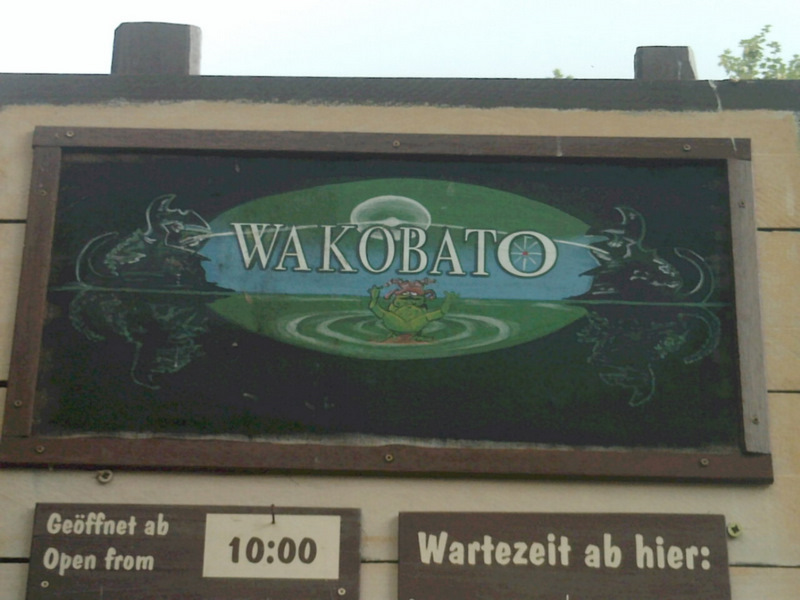 WAKOBATO
Geöffnet ab
Open from
10:00
Wartezeit ab hier: